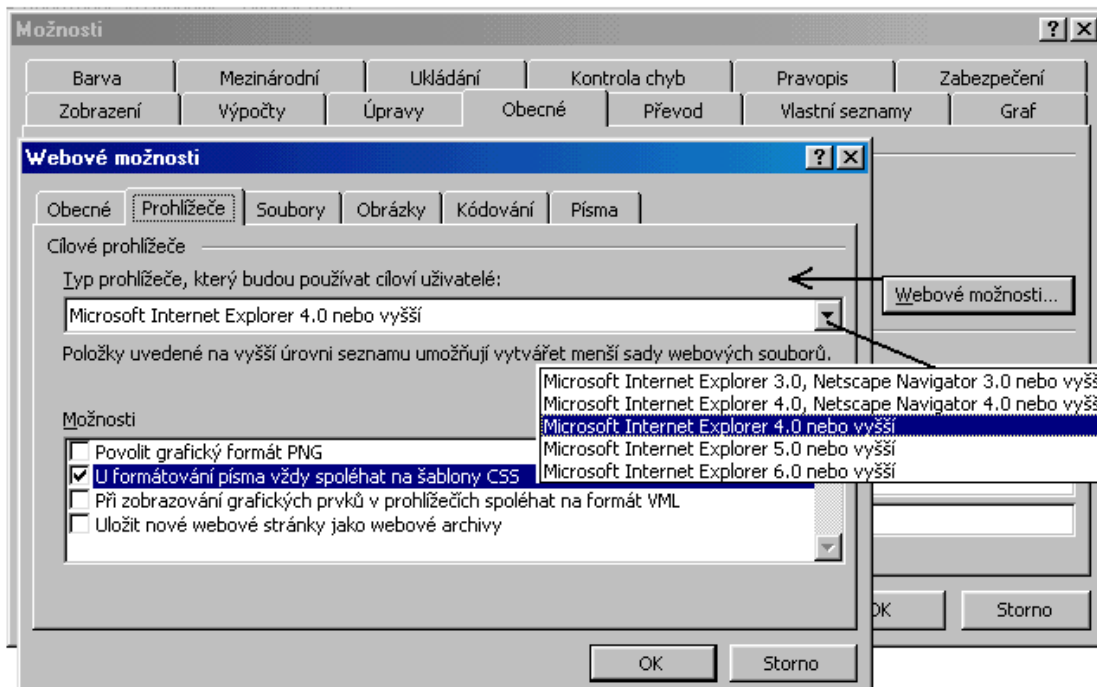 Možnosti
Barva Mezinárodní Ukládání Kontrola chyb Pravopis Zabezpečení
Zobrazení Výpočty Úpravy Obecné Převod Vlastní seznamy Graf
Webové možnosti
Obecné Prohlížeče Soubory Obrázky Kódování Písma
Cílové prohlížeče
Typ prohlížeče, který budou používat cíloví uživatelé:
Webové možnosti...
Microsoft Internet Explorer 4.0 nebo vyšší
Položky uvedené na vyšší úrovni seznamu umožňují vytvářet menší sady webových souborů.
Microsoft Internet Explorer 3.0, Netscape Navigator 3.0 nebo vyšš
Microsoft Internet Explorer 4.0, Netscape Navigator 4.0 nebo vyšš
Microsoft Internet Explorer 4.0 nebo vyšší
Microsoft Internet Explorer 5.0 nebo vyšší
Microsoft Internet Explorer 6.0 nebo vyšší
Možnosti
Povolit grafický formát PNG
U formátování písma vždy spoléhat na šablony CSS
Při zobrazování grafických prvků v prohlížečích spoléhat na formát VML
Uložit nové webové stránky jako webové archivy
OK Storno
OK Storno